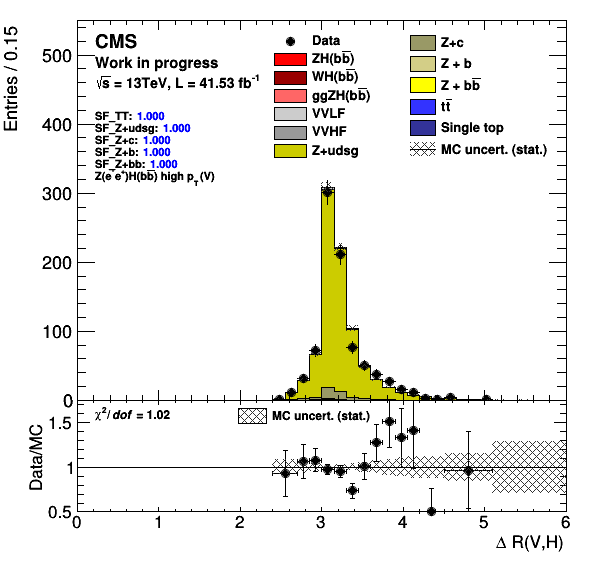 Entries / 0.15
500
400
300
200
100
0
CMS
Work in progress
√s = 13TeV, L = 41.53 fb⁻¹
SF_TT: 1.000
SF_Z+udsg: 1.000
SF_Z+c: 1.000
SF_Z+b: 1.000
SF_Z+bb: 1.000
Z(e⁻e⁺)H(bb̅) high p_T(V)
Data
ZH(bb̅)
WH(bb̅)
ggZH(bb̅)
VVLF
VVHF
Z+udsg
Z+c
Z + b
Z + bb̅
tt̅
Single top
MC uncert. (stat.)
Data/MC
1.5
1
0.5
χ²/dof = 1.02
MC uncert. (stat.)
0 1 2 3 4 5 6
Δ R(V,H)